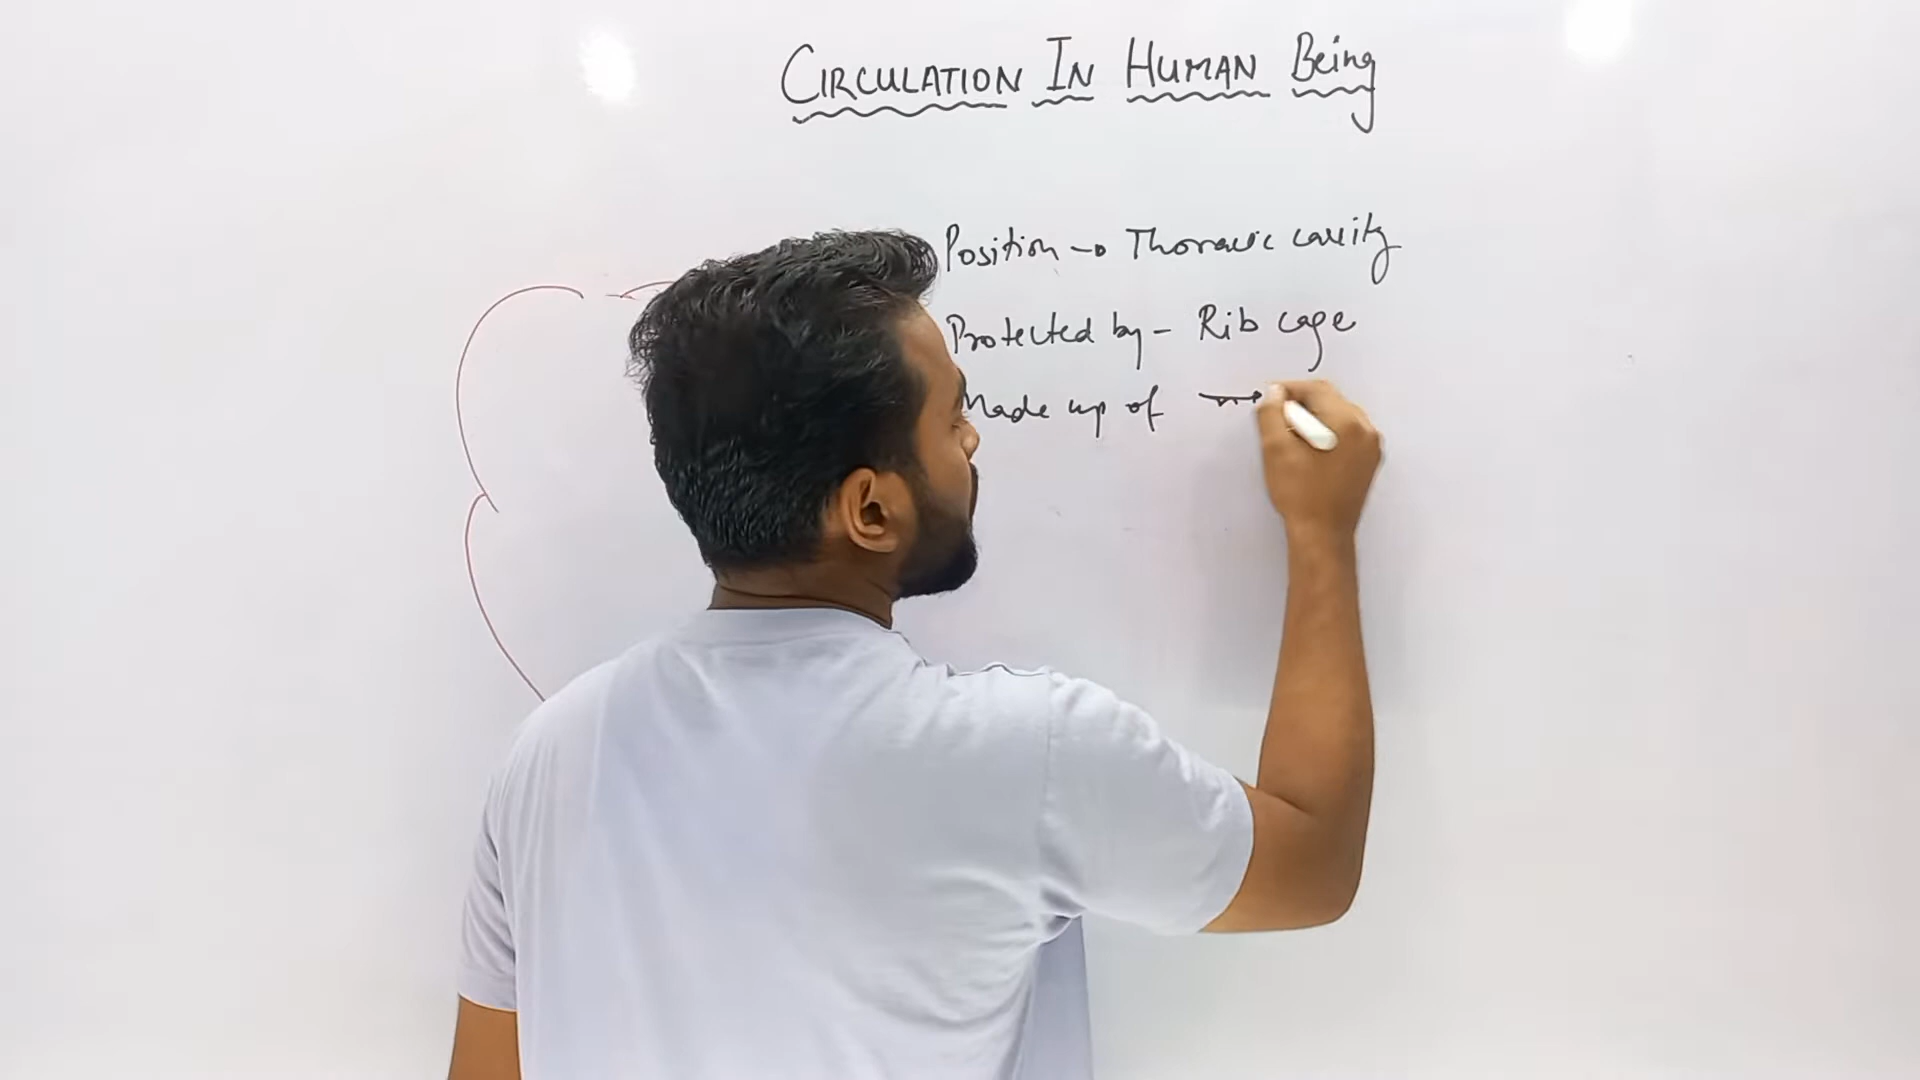 CIRCULATION IN HUMAN Being
Position → Thoracic cavity
Protected by - Rib cage
Made up of →